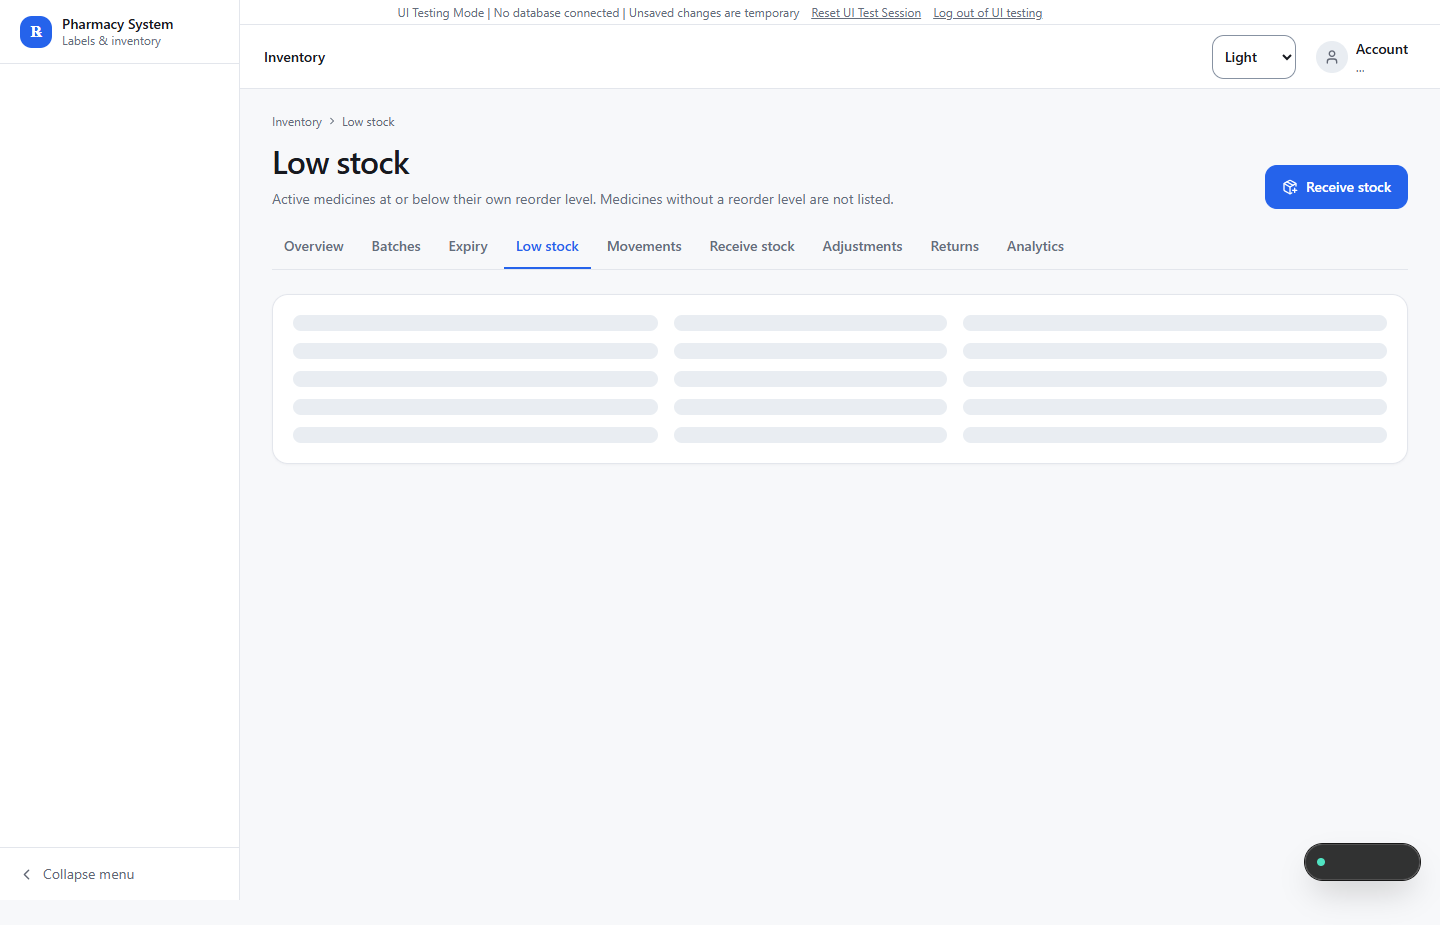 ℞
Pharmacy System
Labels & inventory
UI Testing Mode | No database connected | Unsaved changes are temporary Reset UI Test Session Log out of UI testing
Inventory
Light
Account
...
Inventory > Low stock
Low stock
Active medicines at or below their own reorder level. Medicines without a reorder level are not listed.
Receive stock
Overview Batches Expiry Low stock Movements Receive stock Adjustments Returns Analytics
Collapse menu